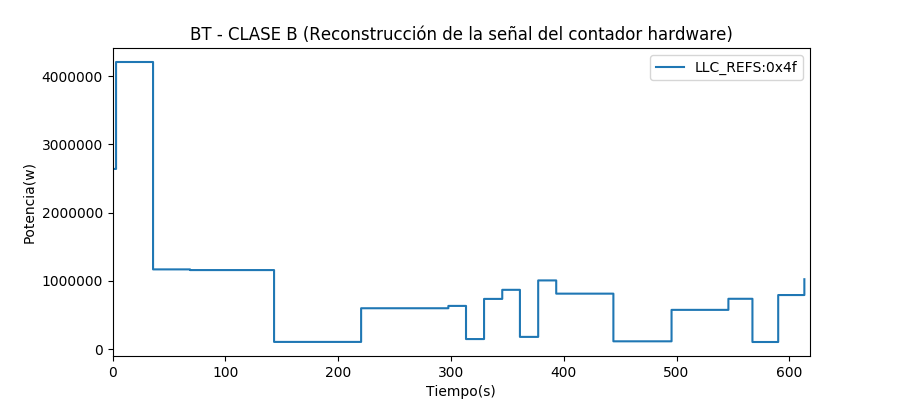 BT - CLASE B (Reconstrucción de la señal del contador hardware)
LLC_REFS:0x4f
Potencia(w)
4000000
3000000
2000000
1000000
0
0 100 200 300 400 500 600
Tiempo(s)